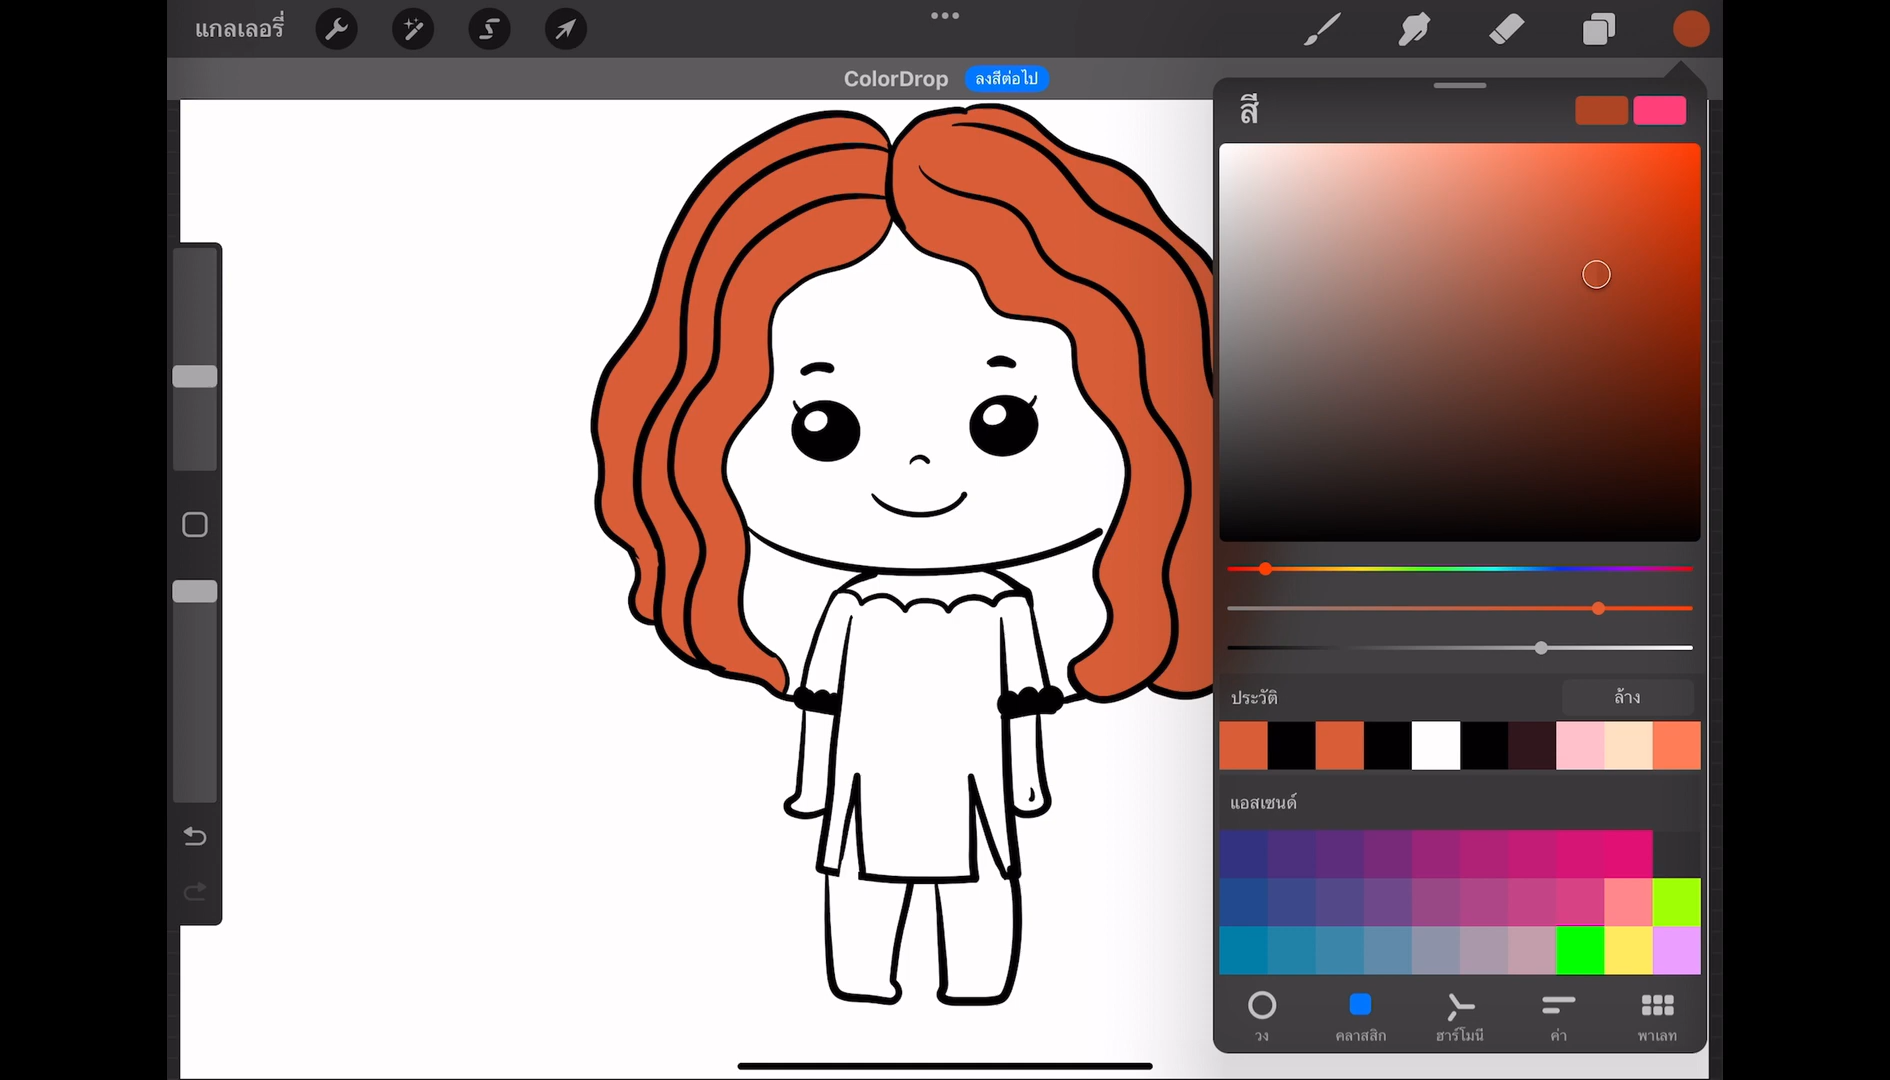 แกลเลอรี่
ColorDrop ลงสีต่อไป
สี
ประวัติ ล้าง
แอสเซนด์
วง คลาสสิก ฮาร์โมนี ค่า พาเลท